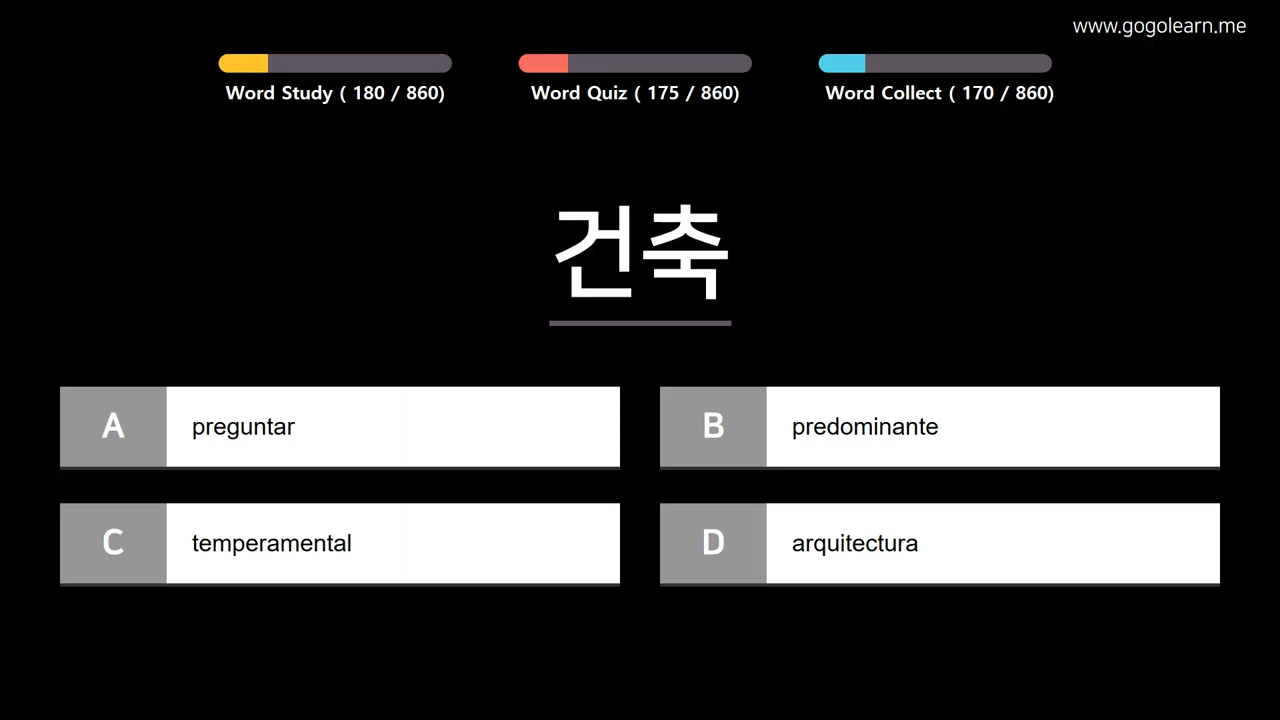 www.gogolearn.me
Word Study ( 180 / 860)
Word Quiz ( 175 / 860)
Word Collect ( 170 / 860)
건축
A preguntar
B predominante
C temperamental
D arquitectura